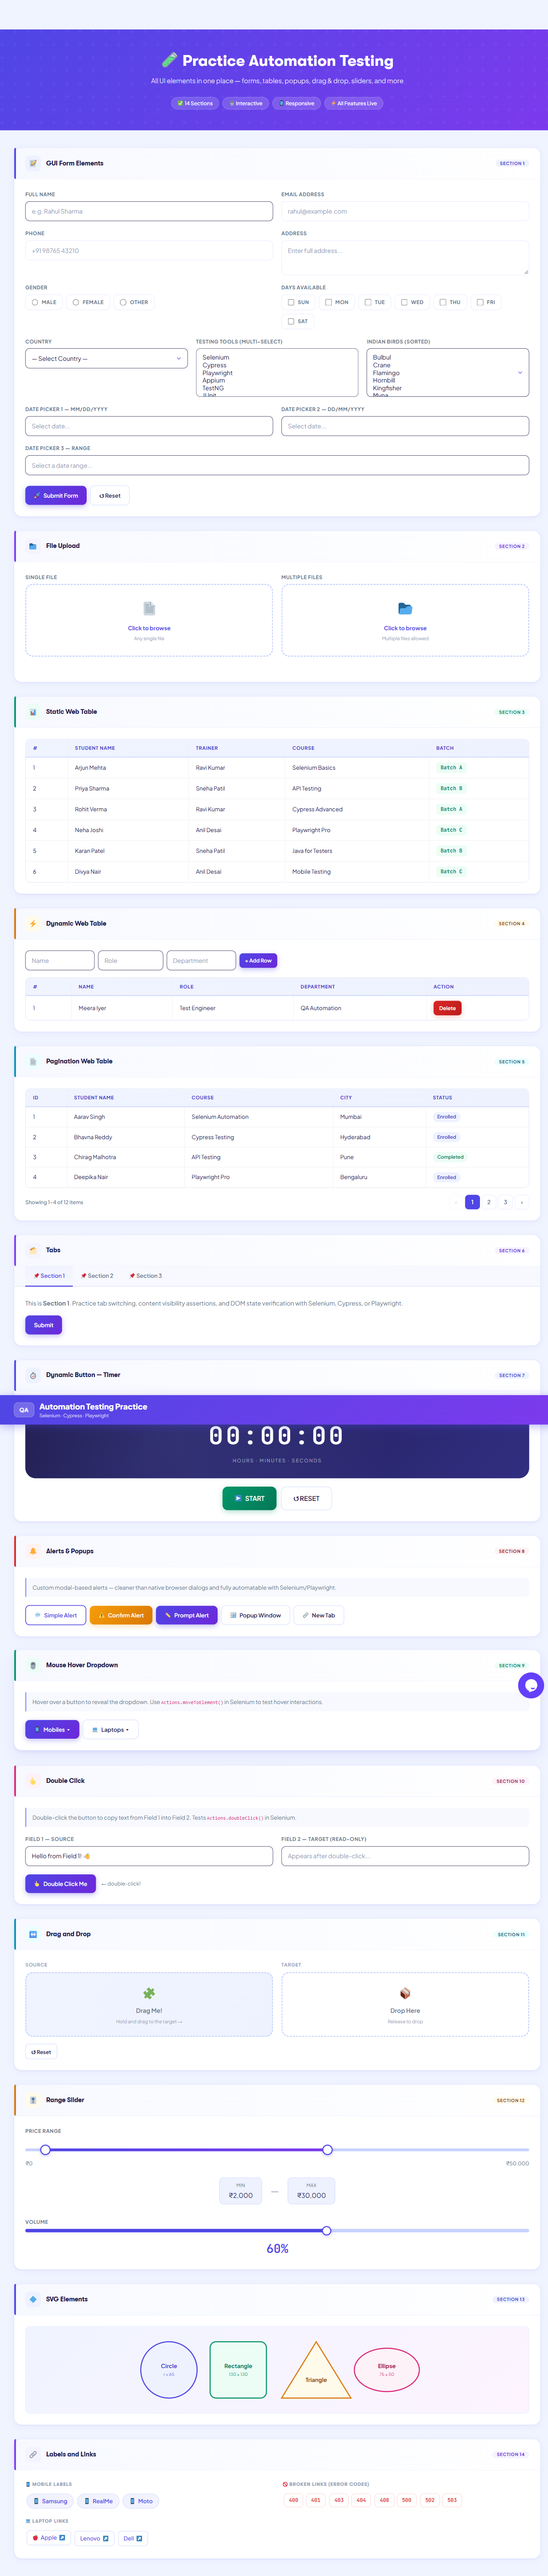 Practice Automation Testing
All UI elements in one place — forms, tables, popups, drag & drop, sliders, and more
14 Sections Interactive Responsive All Features Live
GUI Form Elements SECTION 1
FULL NAME EMAIL ADDRESS
e.g. Rahul Sharma rahul@example.com
PHONE ADDRESS
+91 98765 43210 Enter full address...
GENDER DAYS AVAILABLE
MALE FEMALE OTHER SUN MON TUE WED THU FRI
SAT
COUNTRY TESTING TOOLS (MULTI-SELECT) INDIAN BIRDS (SORTED)
— Select Country — Selenium Bulbul
Cypress Crane
Playwright Flamingo
Appium Hornbill
TestNG Kingfisher
JUnit Myna
DATE PICKER 1 — MM/DD/YYYY DATE PICKER 2 — DD/MM/YYYY
Select date... Select date...
DATE PICKER 3 — RANGE
Select a date range...
Submit Form ↺ Reset
File Upload SECTION 2
SINGLE FILE MULTIPLE FILES
Click to browse Click to browse
Any single file Multiple files allowed
Static Web Table SECTION 3
# STUDENT NAME TRAINER COURSE BATCH
1 Arjun Mehta Ravi Kumar Selenium Basics Batch A
2 Priya Sharma Sneha Patil API Testing Batch B
3 Rohit Verma Ravi Kumar Cypress Advanced Batch A
4 Neha Joshi Anil Desai Playwright Pro Batch C
5 Karan Patel Sneha Patil Java for Testers Batch B
6 Divya Nair Anil Desai Mobile Testing Batch C
Dynamic Web Table SECTION 4
Name Role Department + Add Row
# NAME ROLE DEPARTMENT ACTION
1 Meera Iyer Test Engineer QA Automation Delete
Pagination Web Table SECTION 5
ID STUDENT NAME COURSE CITY STATUS
1 Aarav Singh Selenium Automation Mumbai Enrolled
2 Bhavna Reddy Cypress Testing Hyderabad Enrolled
3 Chirag Malhotra API Testing Pune Completed
4 Deepika Nair Playwright Pro Bengaluru Enrolled
Showing 1–4 of 12 items ‹ 1 2 3 ›
Tabs SECTION 6
Section 1 Section 2 Section 3
This is Section 1. Practice tab switching, content visibility assertions, and DOM state verification with Selenium, Cypress, or Playwright.
Submit
Dynamic Button — Timer SECTION 7
QA Automation Testing Practice
Selenium · Cypress · Playwright
00:00:00
HOURS · MINUTES · SECONDS
START ↺ RESET
Alerts & Popups SECTION 8
Custom modal-based alerts — cleaner than native browser dialogs and fully automatable with Selenium/Playwright.
Simple Alert Confirm Alert Prompt Alert Popup Window New Tab
Mouse Hover Dropdown SECTION 9
Hover over a button to reveal the dropdown. Use Actions.moveToElement() in Selenium to test hover interactions.
Mobiles ▾ Laptops ▾
Double Click SECTION 10
Double-click the button to copy text from Field 1 into Field 2. Tests Actions.doubleClick() in Selenium.
FIELD 1 — SOURCE FIELD 2 — TARGET (READ-ONLY)
Hello from Field 1! Appears after double-click...
Double Click Me ← double-click!
Drag and Drop SECTION 11
SOURCE TARGET
Drag Me! Drop Here
Hold and drag to the target → Release to drop
↺ Reset
Range Slider SECTION 12
PRICE RANGE
₹0 ₹50,000
MIN MAX
₹2,000 — ₹30,000
VOLUME
60%
SVG Elements SECTION 13
Circle Rectangle Triangle Ellipse
r = 65 130 x 130 75 x 50
Labels and Links SECTION 14
MOBILE LABELS BROKEN LINKS (ERROR CODES)
Samsung RealMe Moto 400 401 403 404 408 500 502 503
LAPTOP LINKS
Apple Lenovo Dell